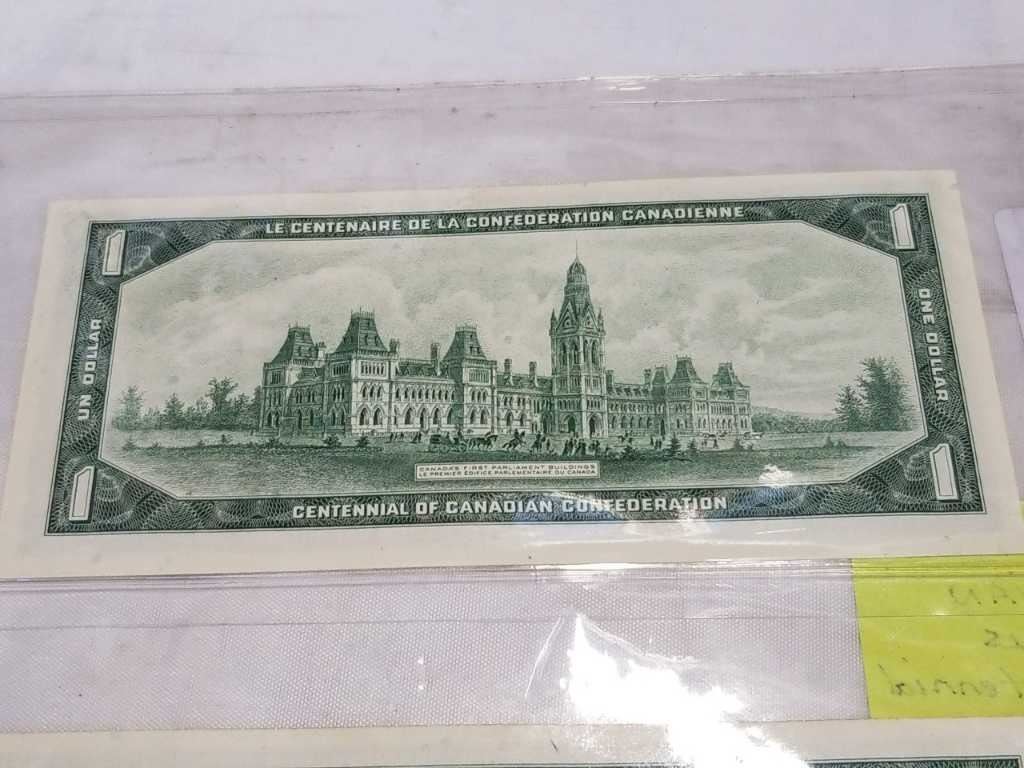 1
LE CENTENAIRE DE LA CONFEDERATION CANADIENNE
1
UN DOLLAR
ONE DOLLAR
CANADA'S FIRST PARLIAMENT BUILDINGS
LE PREMIER ÉDIFICE PARLEMENTAIRE DU CANADA
1
CENTENNIAL OF CANADIAN CONFEDERATION
1